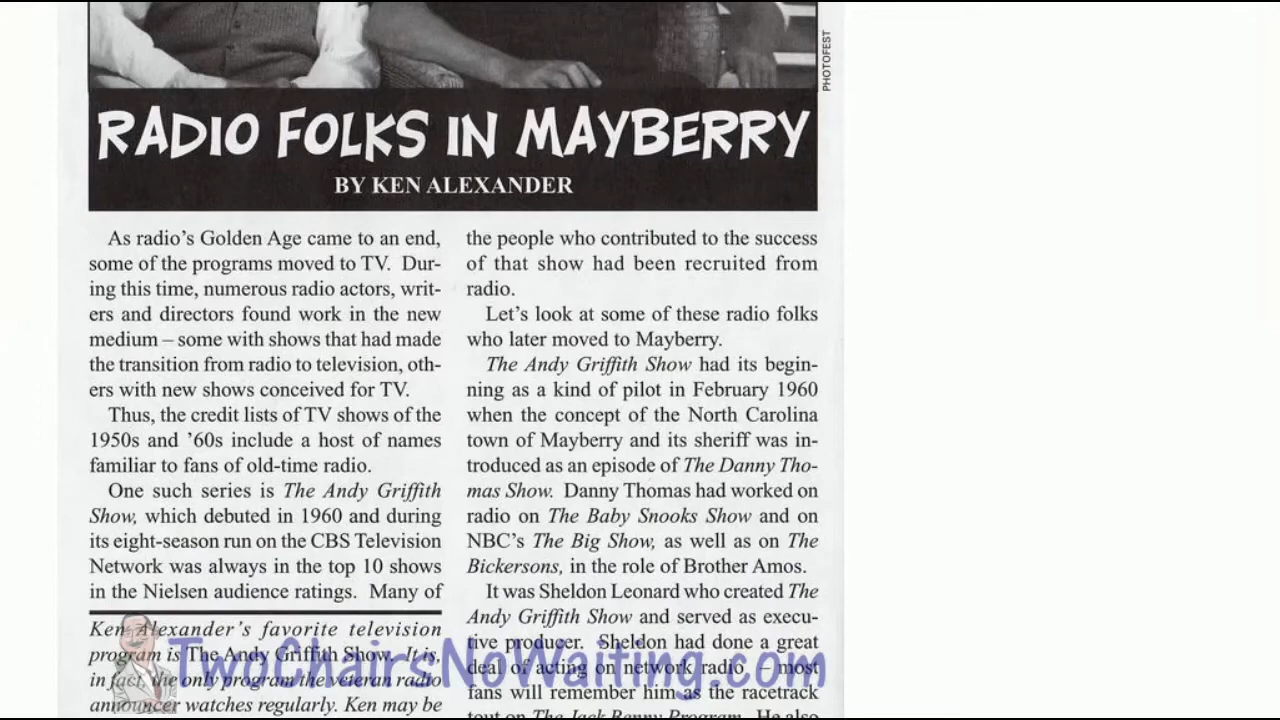 PHOTOFEST
RADIO FOLKS IN MAYBERRY
BY KEN ALEXANDER
As radio's Golden Age came to an end,
some of the programs moved to TV. Dur-
ing this time, numerous radio actors, writ-
ers and directors found work in the new
medium – some with shows that had made
the transition from radio to television, oth-
ers with new shows conceived for TV.
Thus, the credit lists of TV shows of the
1950s and '60s include a host of names
familiar to fans of old-time radio.
One such series is The Andy Griffith
Show, which debuted in 1960 and during
its eight-season run on the CBS Television
Network was always in the top 10 shows
in the Nielsen audience ratings. Many of
Ken Alexander's favorite television
program is The Andy Griffith Show. It is,
in fact, the only program the veteran radio
announcer watches regularly. Ken may be
the people who contributed to the success
of that show had been recruited from
radio.
Let's look at some of these radio folks
who later moved to Mayberry.
The Andy Griffith Show had its begin-
ning as a kind of pilot in February 1960
when the concept of the North Carolina
town of Mayberry and its sheriff was in-
troduced as an episode of The Danny Tho-
mas Show. Danny Thomas had worked on
radio on The Baby Snooks Show and on
NBC's The Big Show, as well as on The
Bickersons, in the role of Brother Amos.
It was Sheldon Leonard who created The
Andy Griffith Show and served as execu-
tive producer. Sheldon had done a great
deal of acting on network radio – most
fans will remember him as the racetrack
tout on The Jack Benny Program. He also
TwoChairsNoWaiting.com